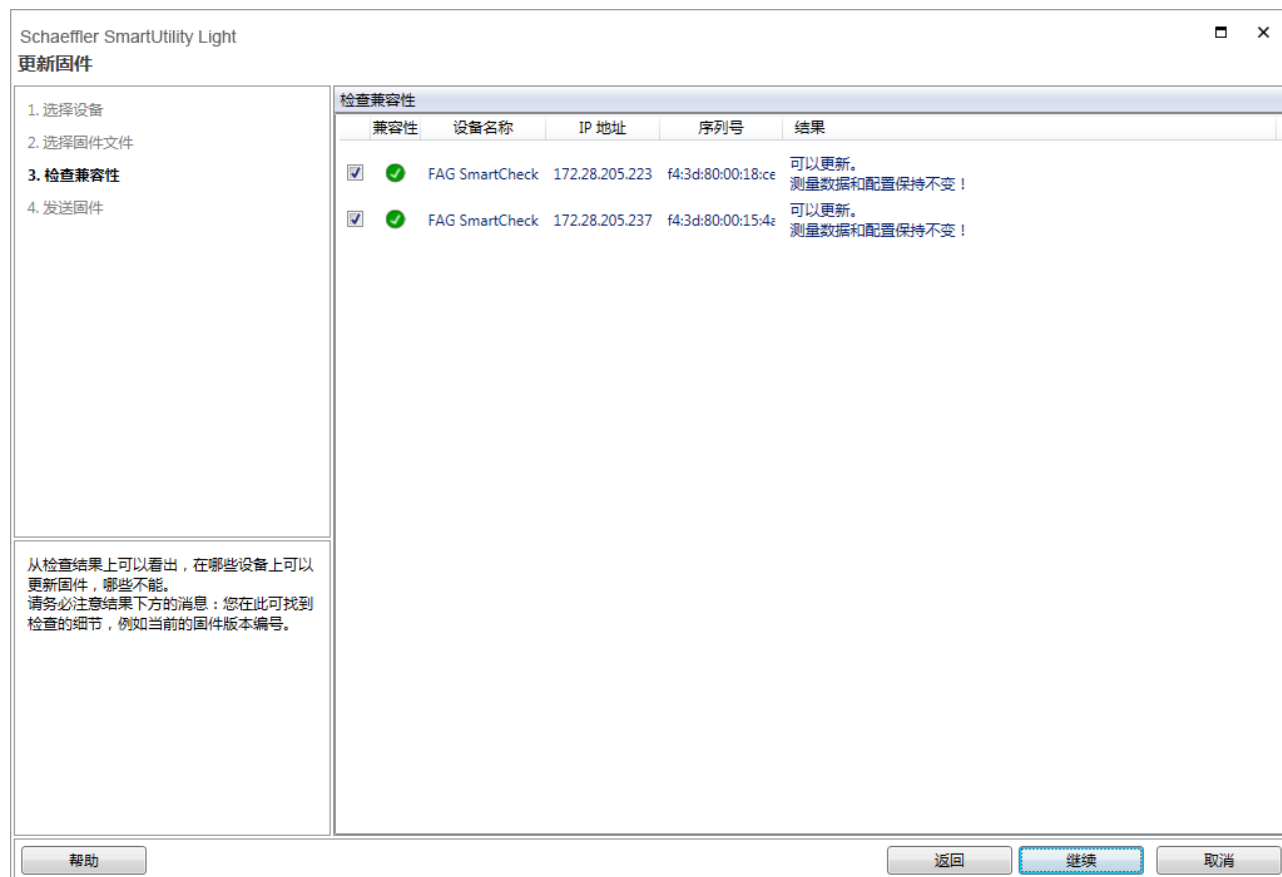 Schaeffler SmartUtility Light
更新固件
1. 选择设备
2. 选择固件文件
3. 检查兼容性
4. 发送固件
从检查结果上可以看出，在哪些设备上可以
更新固件，哪些不能。
请务必注意结果下方的消息：您在此可找到
检查的细节，例如当前的固件版本编号。
检查兼容性
兼容性 设备名称 IP 地址 序列号 结果
FAG SmartCheck 172.28.205.223 f4:3d:80:00:18:ce 可以更新。
测量数据和配置保持不变！
FAG SmartCheck 172.28.205.237 f4:3d:80:00:15:4a 可以更新。
测量数据和配置保持不变！
帮助 返回 继续 取消